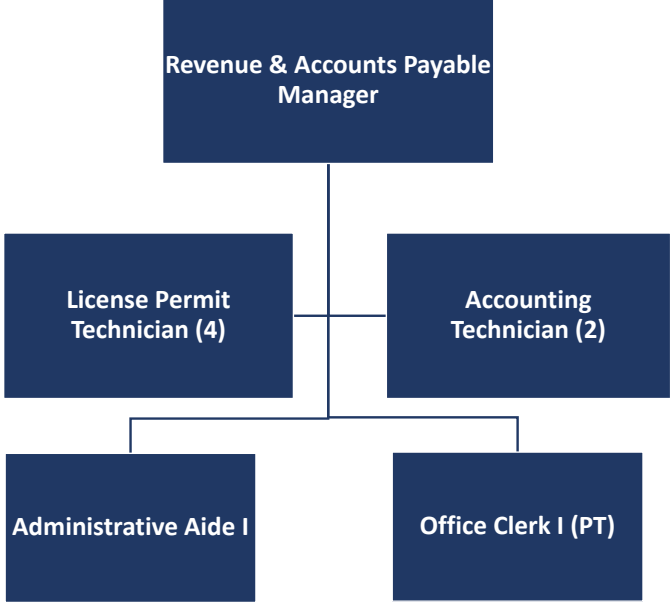 Revenue & Accounts Payable
Manager
License Permit
Technician (4)
Accounting
Technician (2)
Administrative Aide I
Office Clerk I (PT)